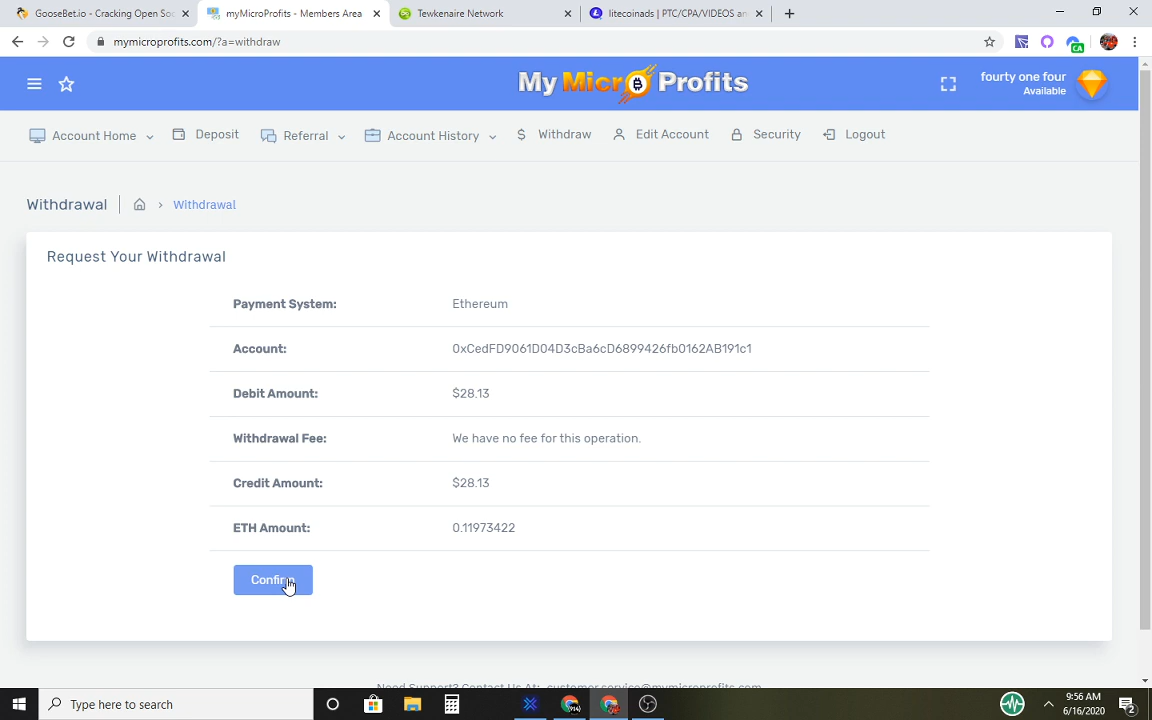 GooseBet.io - Cracking Open Soc
myMicroProfits - Members Area
Tewkenaire Network
litecoinads | PTC/CPA/VIDEOS an
mymicroprofits.com/?a=withdraw
CA
My Micro Profits
fourty one four
Available
Account Home
Deposit
Referral
Account History
$ Withdraw
Edit Account
Security
Logout
Withdrawal
Withdrawal
Request Your Withdrawal
Payment System: Ethereum
Account: 0xCedFD9061D04D3cBa6cD6899426fb0162AB191c1
Debit Amount: $28.13
Withdrawal Fee: We have no fee for this operation.
Credit Amount: $28.13
ETH Amount: 0.11973422
Confirm
Need Support? Contact Us At: customer.service@mymicroprofits.com
Type here to search
9:56 AM
6/16/2020
2